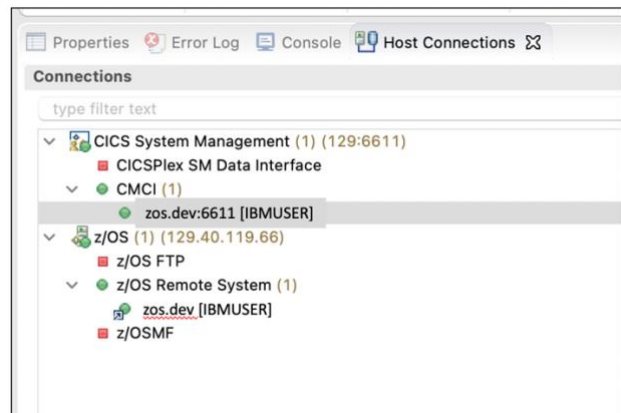 Properties Error Log Console Host Connections
Connections
type filter text
CICS System Management (1) (129:6611)
CICSPlex SM Data Interface
CMCI (1)
zos.dev:6611 [IBMUSER]
z/OS (1) (129.40.119.66)
z/OS FTP
z/OS Remote System (1)
zos.dev [IBMUSER]
z/OSMF